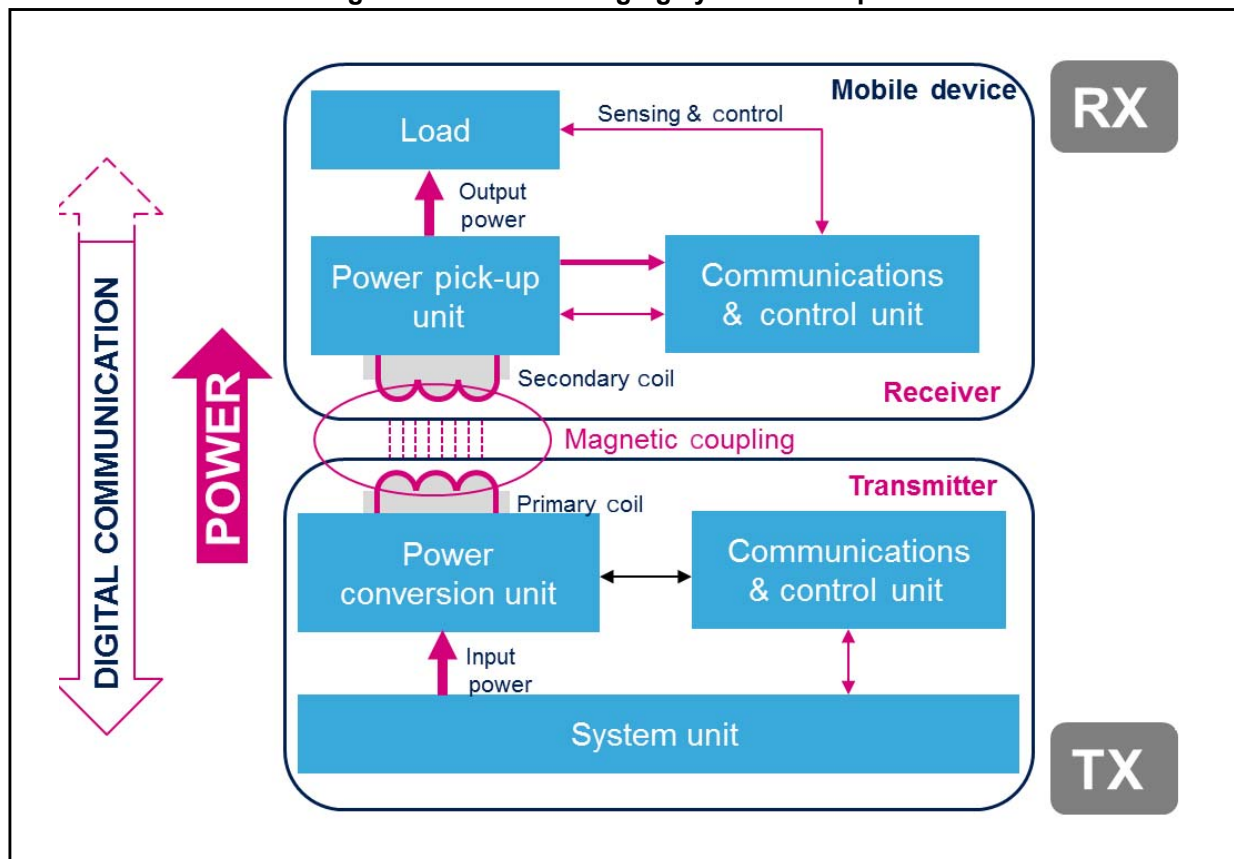 Mobile device
RX
Load
Sensing & control
Output
power
Power pick-up
unit
Communications
& control unit
Secondary coil
Receiver
Magnetic coupling
DIGITAL COMMUNICATION
POWER
Transmitter
Primary coil
Power
conversion unit
Communications
& control unit
Input
power
System unit
TX